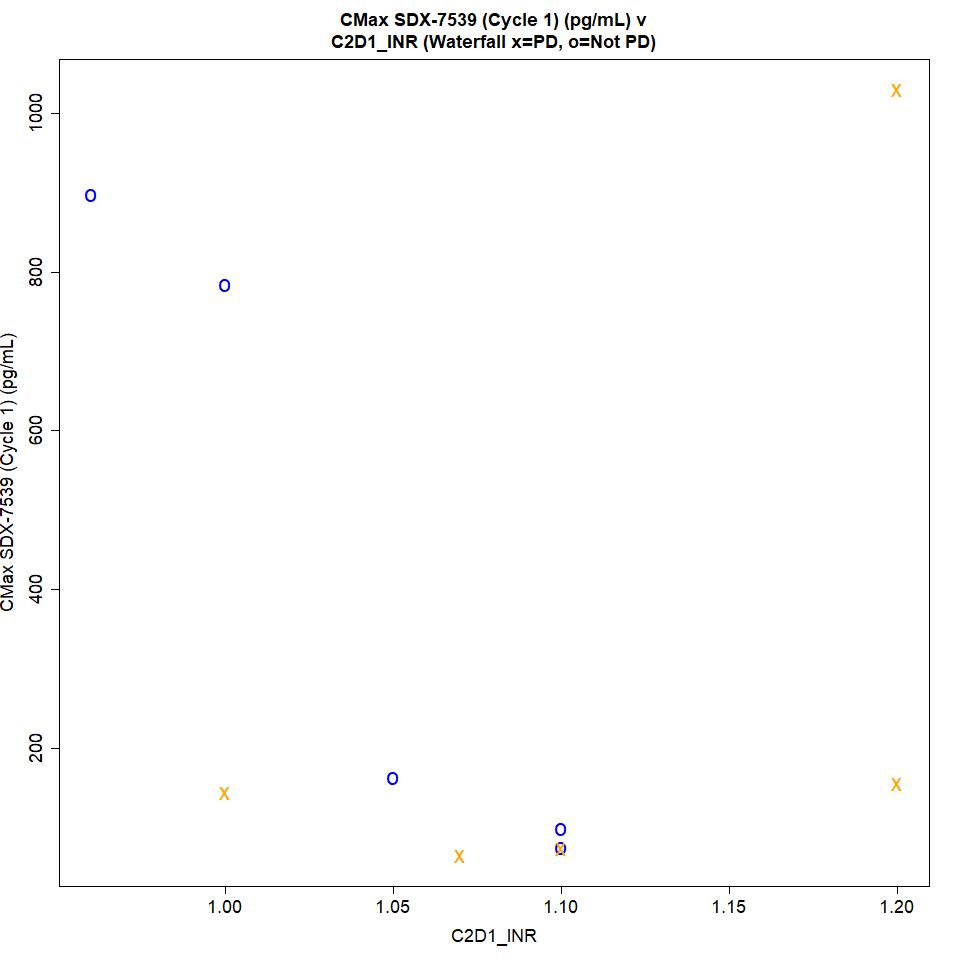 CMax SDX-7539 (Cycle 1) (pg/mL) v
C2D1_INR (Waterfall x=PD, o=Not PD)
CMax SDX-7539 (Cycle 1) (pg/mL)
1000
800
600
400
200
X
O
O
O
X
X
O
O
X
X
1.00
1.05
1.10
1.15
1.20
C2D1_INR